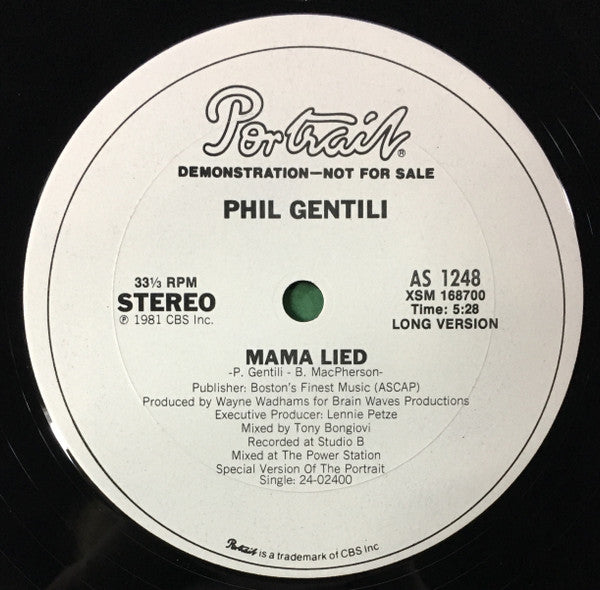 Portrait®
DEMONSTRATION—NOT FOR SALE
PHIL GENTILI
33⅓ RPM
STEREO
℗ 1981 CBS Inc.
AS 1248
XSM 168700
Time: 5:28
LONG VERSION
MAMA LIED
-P. Gentili - B. MacPherson-
Publisher: Boston's Finest Music (ASCAP)
Produced by Wayne Wadhams for Brain Waves Productions
Executive Producer: Lennie Petze
Mixed by Tony Bongiovi
Recorded at Studio B
Mixed at The Power Station
Special Version Of The Portrait
Single: 24-02400
Portrait is a trademark of CBS Inc